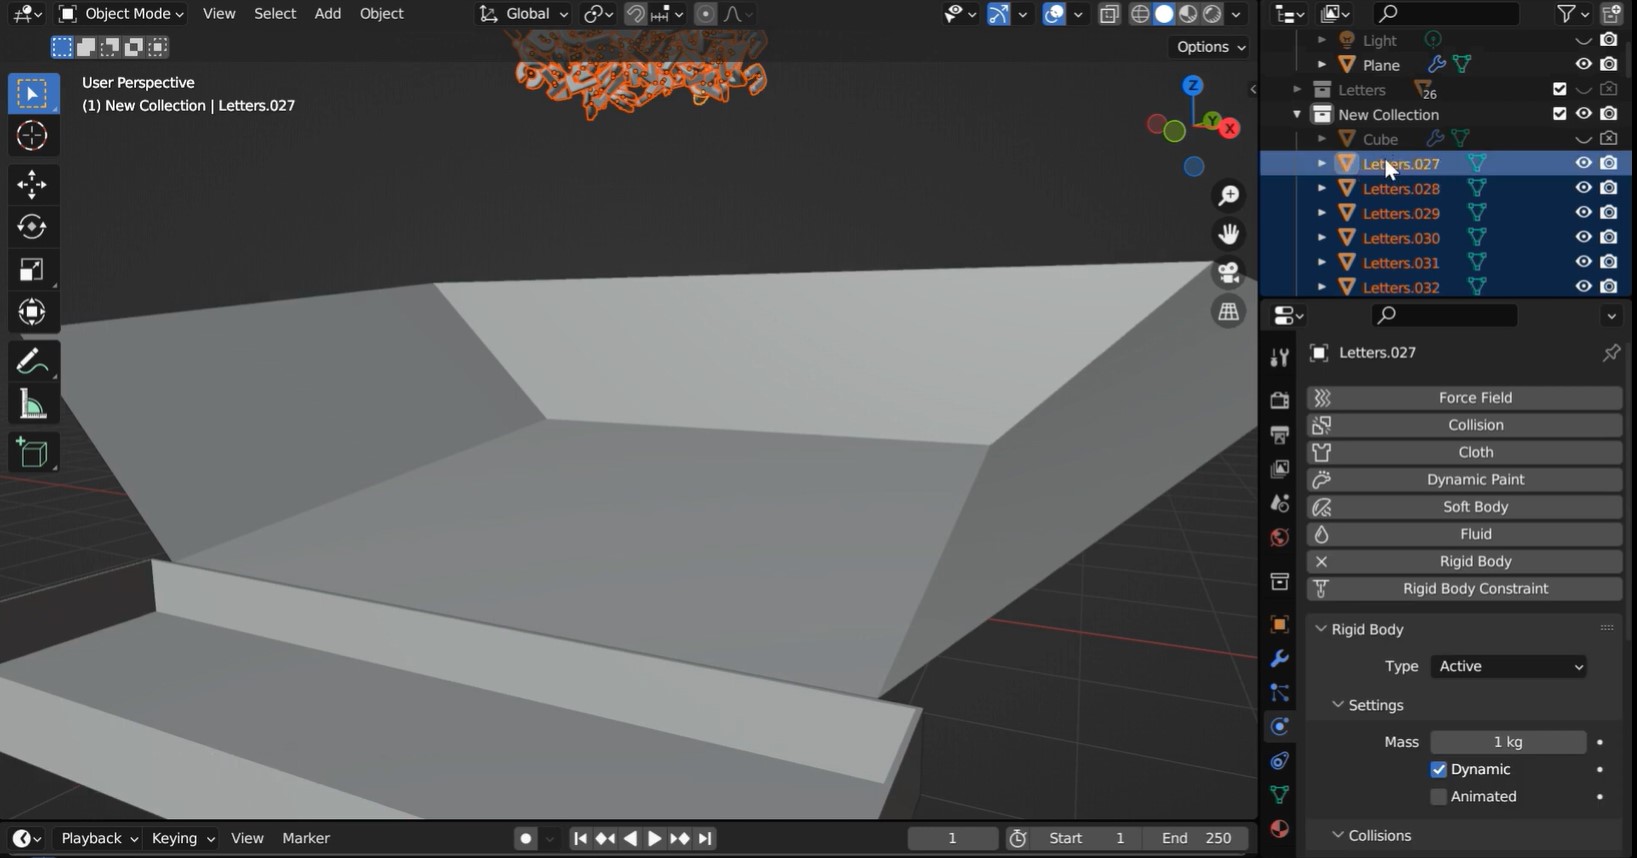 Object Mode View Select Add Object Global
Options
User Perspective
(1) New Collection | Letters.027
Z
Y
X
Light
Plane
Letters 26
New Collection
Cube
Letters.027
Letters.028
Letters.029
Letters.030
Letters.031
Letters.032
Letters.027
Force Field
Collision
Cloth
Dynamic Paint
Soft Body
Fluid
Rigid Body
Rigid Body Constraint
Rigid Body
Type Active
Settings
Mass 1 kg
Dynamic
Animated
Collisions
Playback Keying View Marker 1 Start 1 End 250